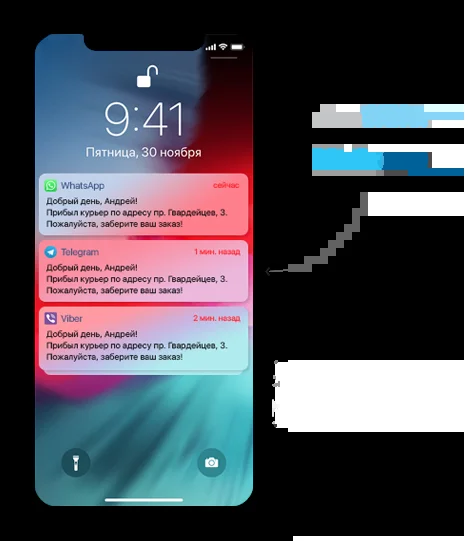 9:41
Пятница, 30 ноября
WhatsApp сейчас
Добрый день, Андрей!
Прибыл курьер по адресу пр. Гвардейцев, 3.
Пожалуйста, заберите ваш заказ!
Telegram 1 мин. назад
Добрый день, Андрей!
Прибыл курьер по адресу пр. Гвардейцев, 3.
Пожалуйста, заберите ваш заказ!
Viber 2 мин. назад
Добрый день, Андрей!
Прибыл курьер по адресу пр. Гвардейцев, 3.
Пожалуйста, заберите ваш заказ!